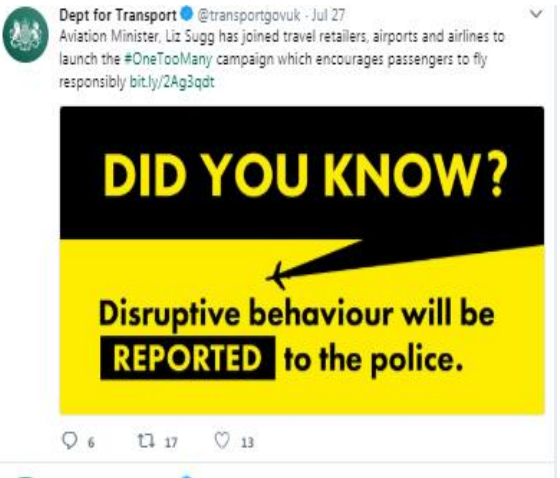 Dept for Transport @transportgovuk · Jul 27
Aviation Minister, Liz Sugg has joined travel retailers, airports and airlines to
launch the #OneTooMany campaign which encourages passengers to fly
responsibly bit.ly/2Ag3qdt
DID YOU KNOW?
Disruptive behaviour will be
REPORTED to the police.
6 17 13